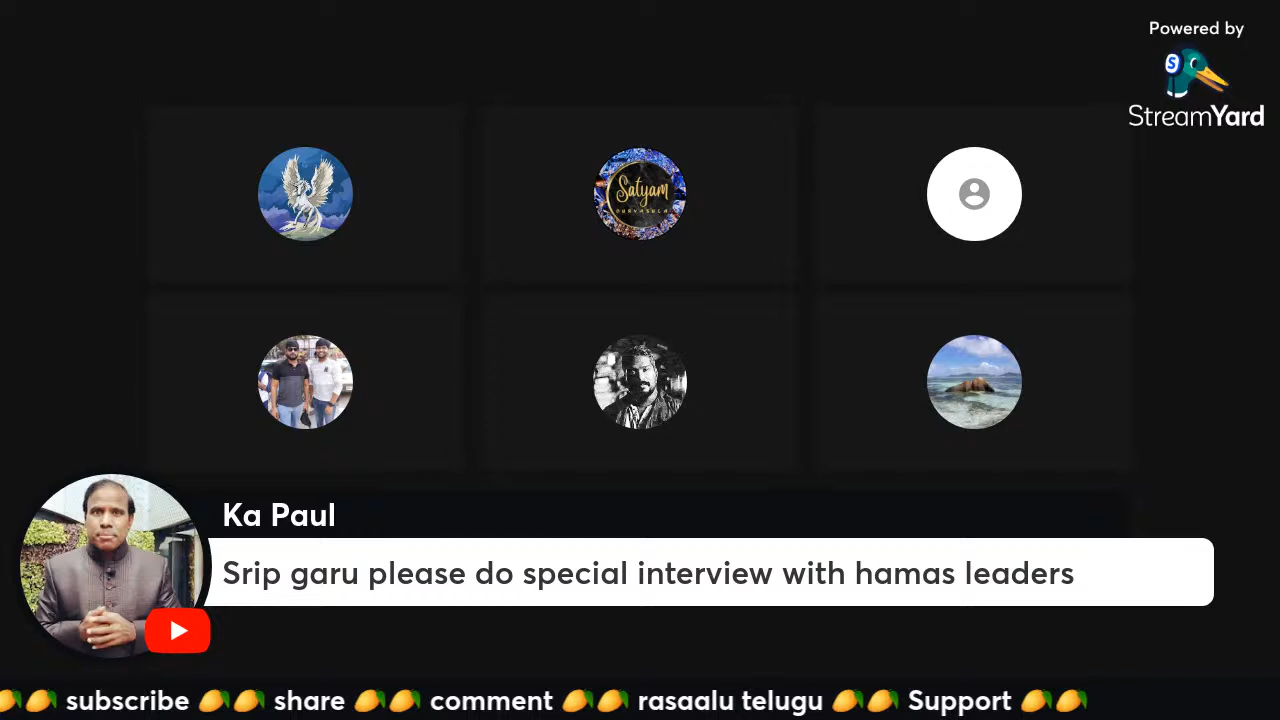 Powered by
S
StreamYard
Satyam
Ka Paul
Srip garu please do special interview with hamas leaders
subscribe 🥭🥭 share 🥭🥭 comment 🥭🥭 rasaalu telugu 🥭🥭 Support 🥭🥭